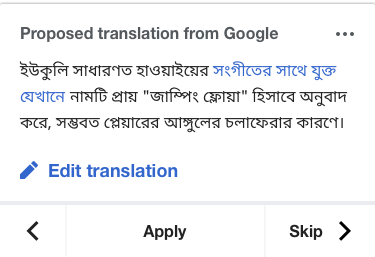 Proposed translation from Google
ইউকুলি সাধারণত হাওয়াইয়ের সংগীতের সাথে যুক্ত
যেখানে নামটি প্রায় "জাম্পিং ফ্লোয়া" হিসাবে অনুবাদ
করে, সম্ভবত প্লেয়ারের আঙ্গুলের চলাফেরার কারণে।
Edit translation
Apply
Skip